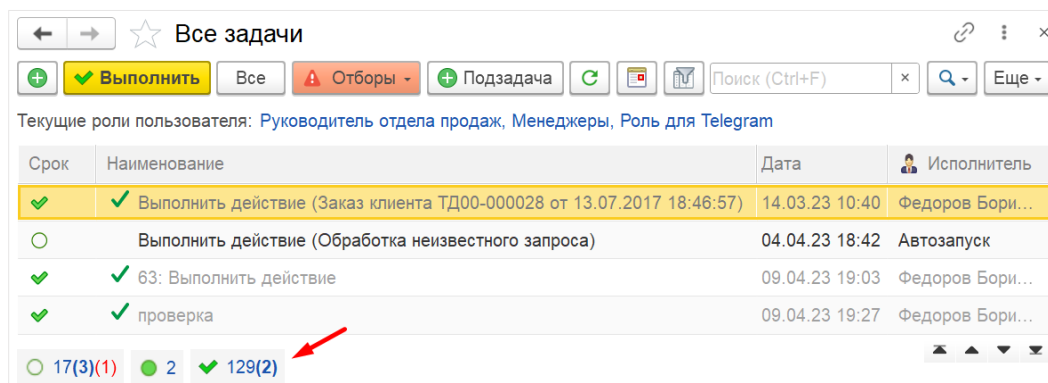 Все задачи
Выполнить Все Отборы Подзадача Поиск (Ctrl+F) × Еще
Текущие роли пользователя: Руководитель отдела продаж, Менеджеры, Роль для Telegram
Срок Наименование Дата Исполнитель
Выполнить действие (Заказ клиента ТД00-000028 от 13.07.2017 18:46:57) 14.03.23 10:40 Федоров Бори...
Выполнить действие (Обработка неизвестного запроса) 04.04.23 18:42 Автозапуск
63: Выполнить действие 09.04.23 19:03 Федоров Бори...
проверка 09.04.23 19:27 Федоров Бори...
17(3)(1) 2 129(2)